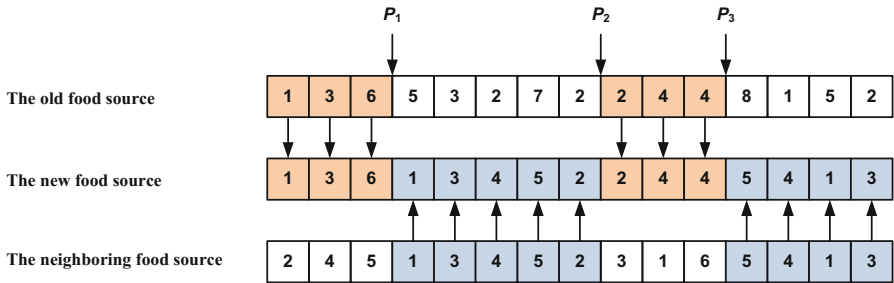 P1 P2 P3
The old food source 1 3 6 5 3 2 7 2 2 4 4 8 1 5 2
The new food source 1 3 6 1 3 4 5 2 2 4 4 5 4 1 3
The neighboring food source 2 4 5 1 3 4 5 2 3 1 6 5 4 1 3